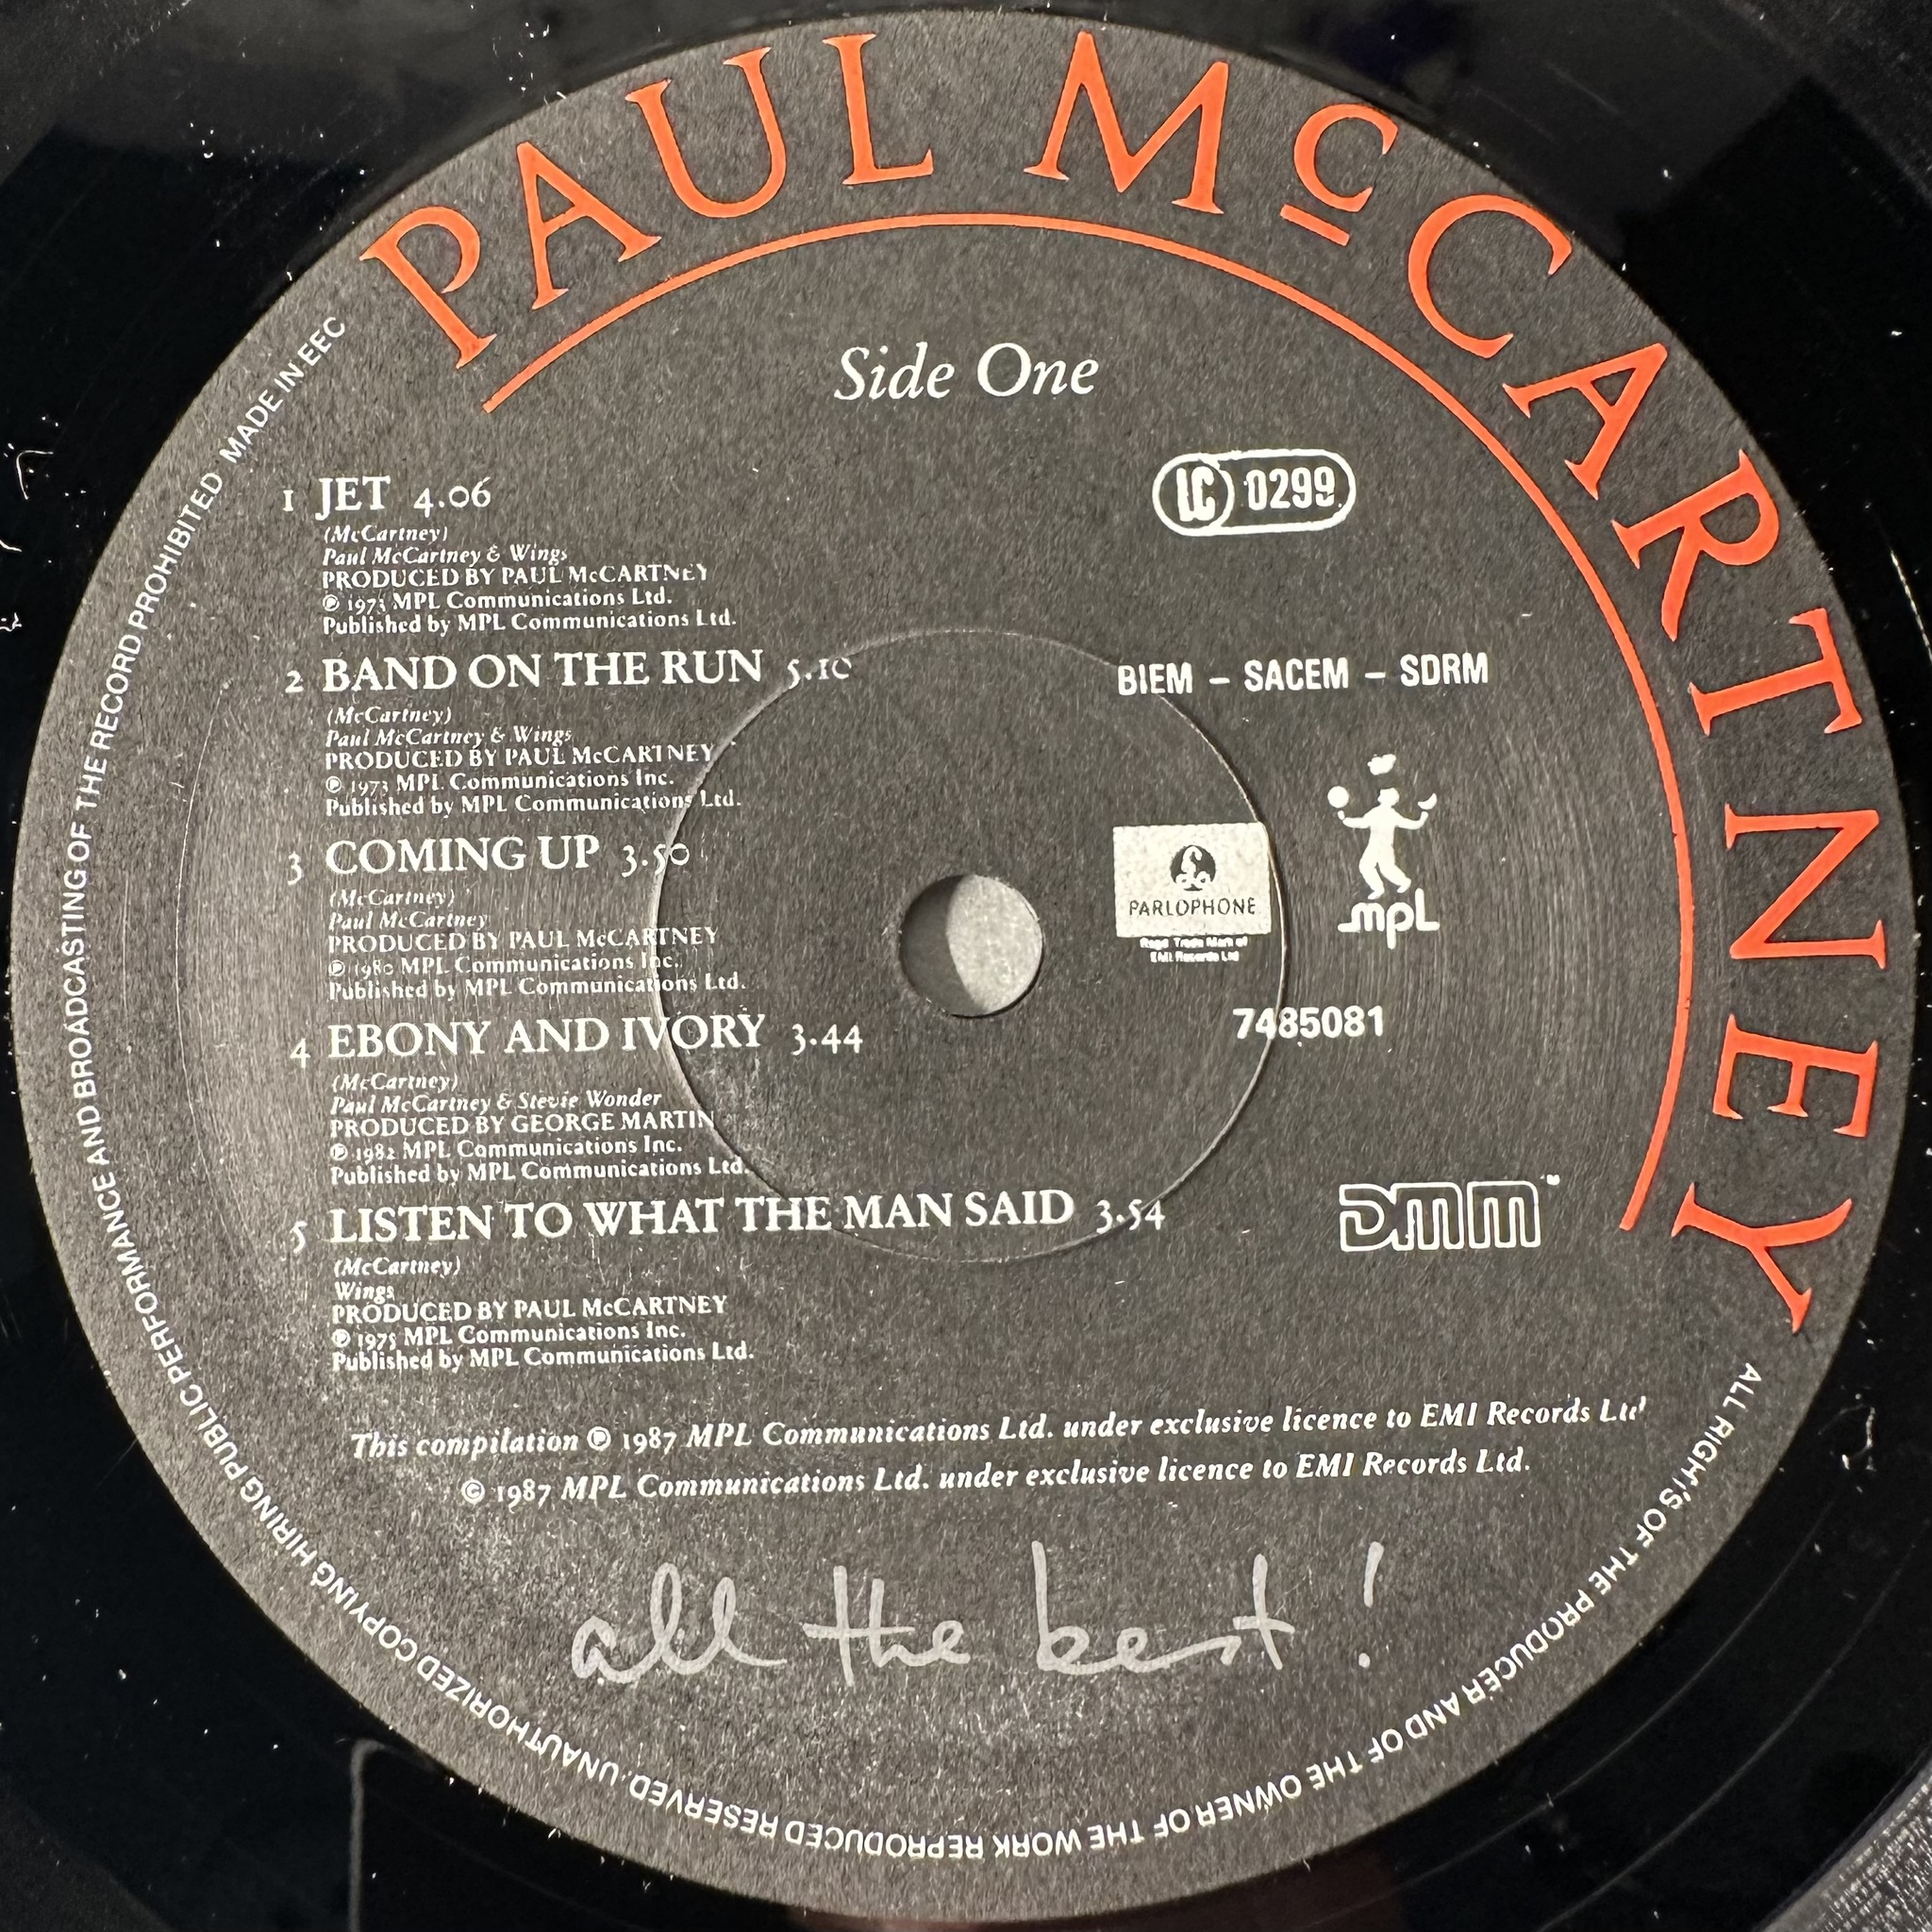 PAUL McCARTNEY
Side One
1 JET 4.06
(McCartney)
Paul McCartney & Wings
PRODUCED BY PAUL McCARTNEY
℗ 1973 MPL Communications Ltd.
Published by MPL Communications Ltd.
2 BAND ON THE RUN 5.10
(McCartney)
Paul McCartney & Wings
PRODUCED BY PAUL McCARTNEY
℗ 1973 MPL Communications Inc.
Published by MPL Communications Ltd.
3 COMING UP 3.50
(McCartney)
Paul McCartney
PRODUCED BY PAUL McCARTNEY
℗ 1980 MPL Communications Inc.
Published by MPL Communications Ltd.
4 EBONY AND IVORY 3.44
(McCartney)
Paul McCartney & Stevie Wonder
PRODUCED BY GEORGE MARTIN
℗ 1982 MPL Communications Inc.
Published by MPL Communications Ltd.
5 LISTEN TO WHAT THE MAN SAID 3.54
(McCartney)
Wings
PRODUCED BY PAUL McCARTNEY
℗ 1975 MPL Communications Inc.
Published by MPL Communications Ltd.
LC 0299
BIEM – SACEM – SDRM
PARLOPHONE
Regd. Trade Mark of
EMI Records Ltd
mpL
7485081
DMM™
This compilation ℗ 1987 MPL Communications Ltd. under exclusive licence to EMI Records Ltd
© 1987 MPL Communications Ltd. under exclusive licence to EMI Records Ltd.
all the best!
ALL RIGHTS OF THE PRODUCER AND OF THE OWNER OF THE WORK REPRODUCED RESERVED. UNAUTHORIZED COPYING HIRING PUBLIC PERFORMANCE AND BROADCASTING OF THE RECORD PROHIBITED MADE IN EEC